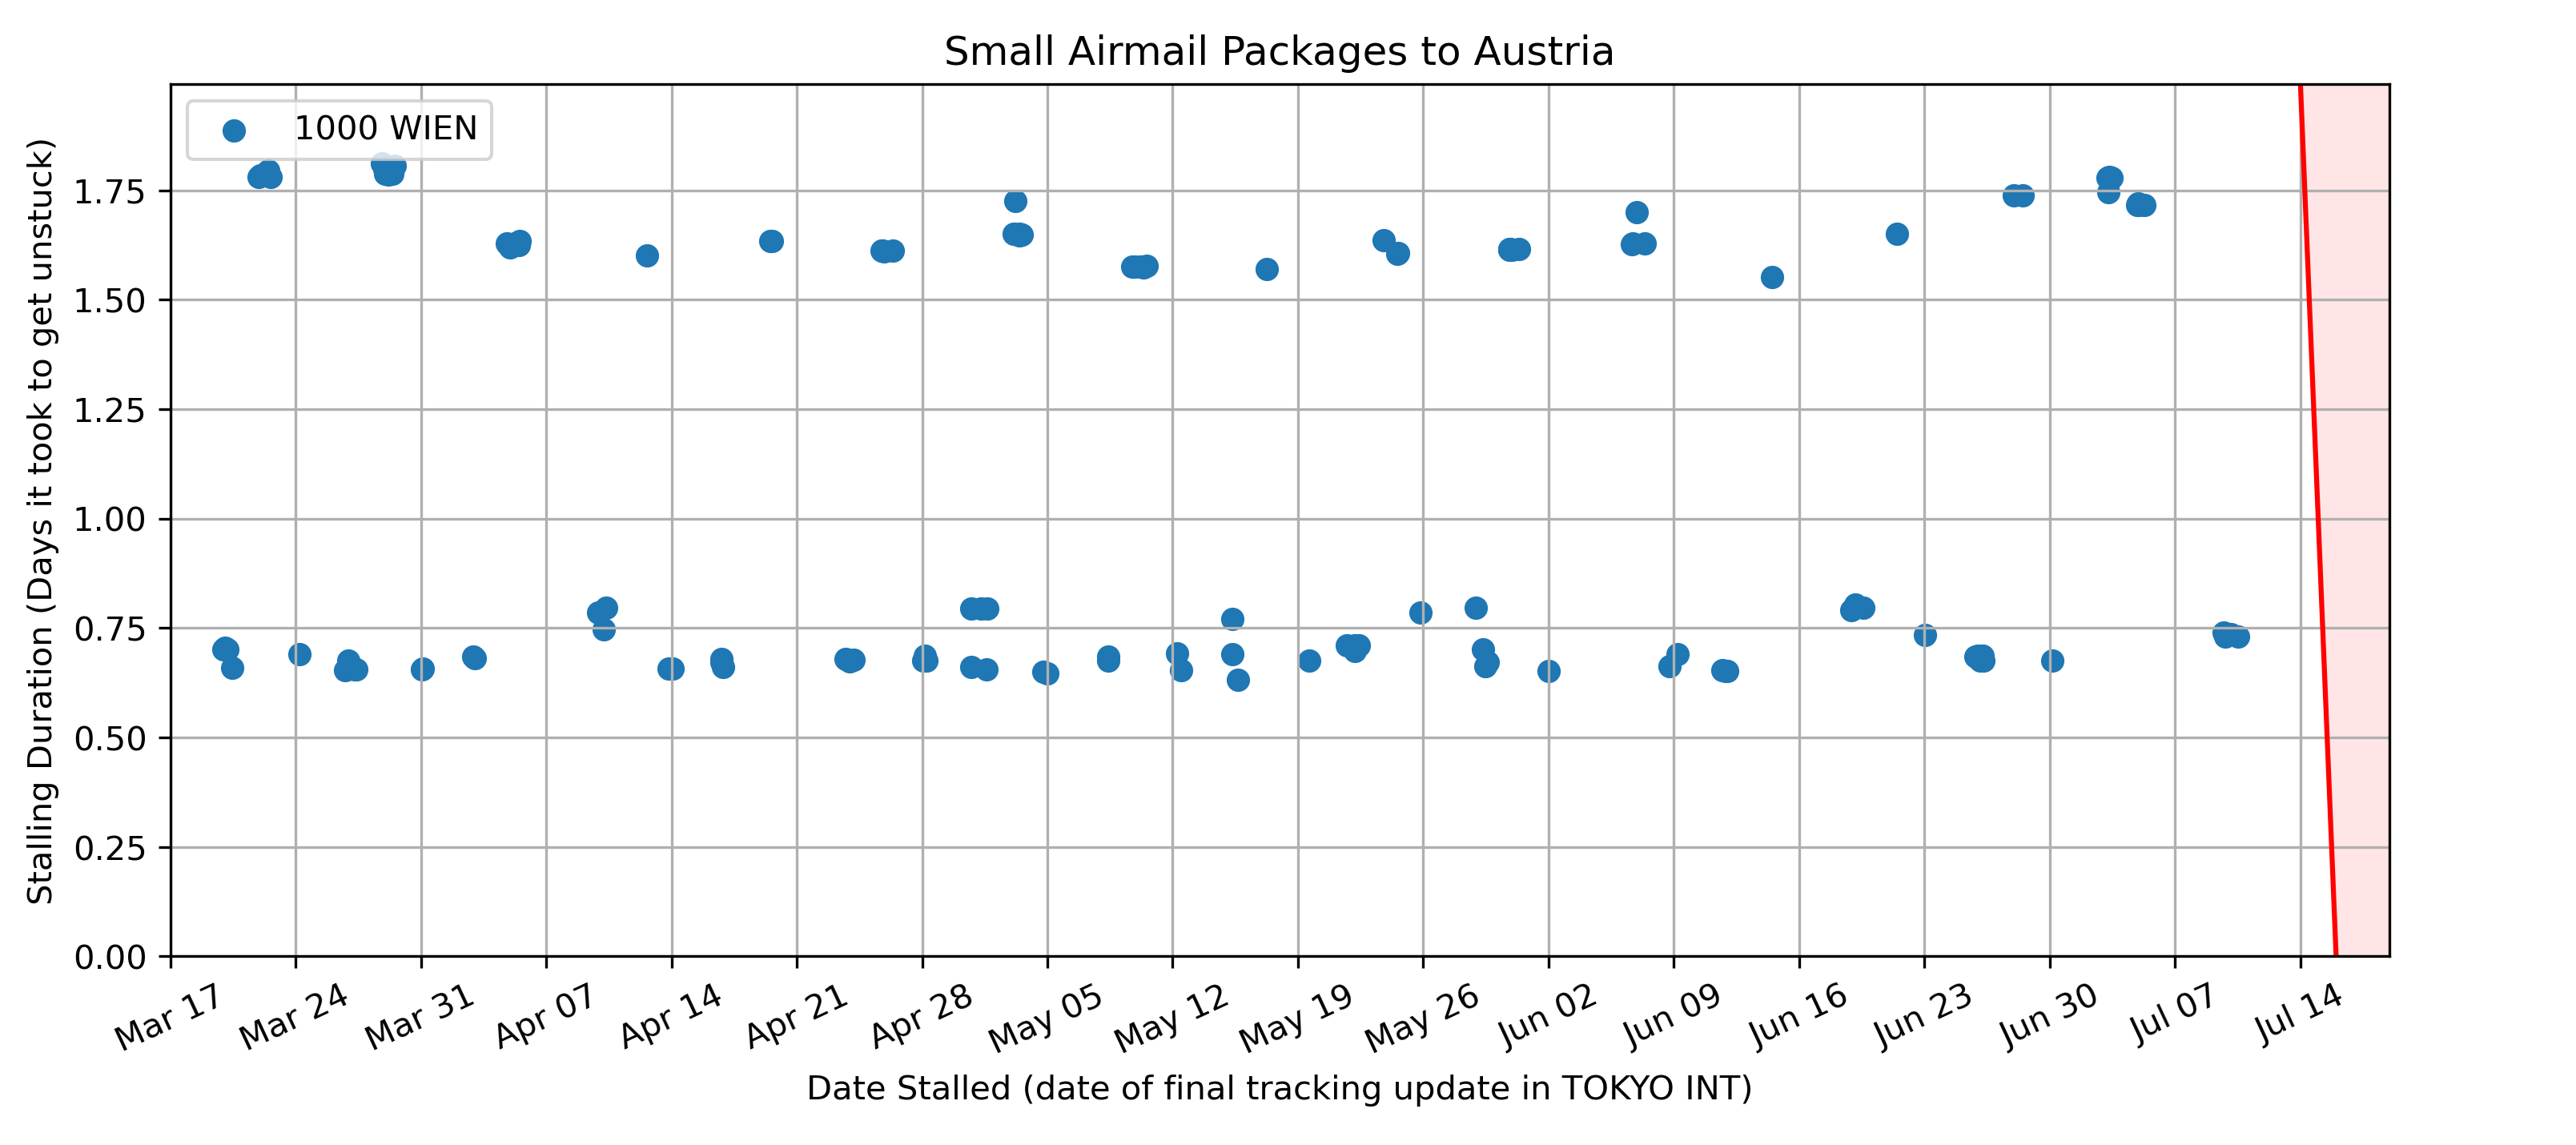 Small Airmail Packages to Austria
1000 WIEN
Stalling Duration (Days it took to get unstuck)
1.75
1.50
1.25
1.00
0.75
0.50
0.25
0.00
Mar 17
Mar 24
Mar 31
Apr 07
Apr 14
Apr 21
Apr 28
May 05
May 12
May 19
May 26
Jun 02
Jun 09
Jun 16
Jun 23
Jun 30
Jul 07
Jul 14
Date Stalled (date of final tracking update in TOKYO INT)